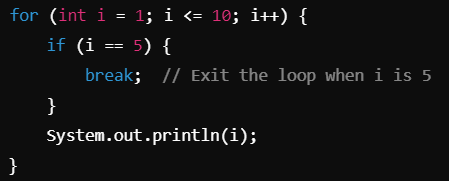 for (int i = 1; i <= 10; i++) {
    if (i == 5) {
        break;  // Exit the loop when i is 5
    }
    System.out.println(i);
}